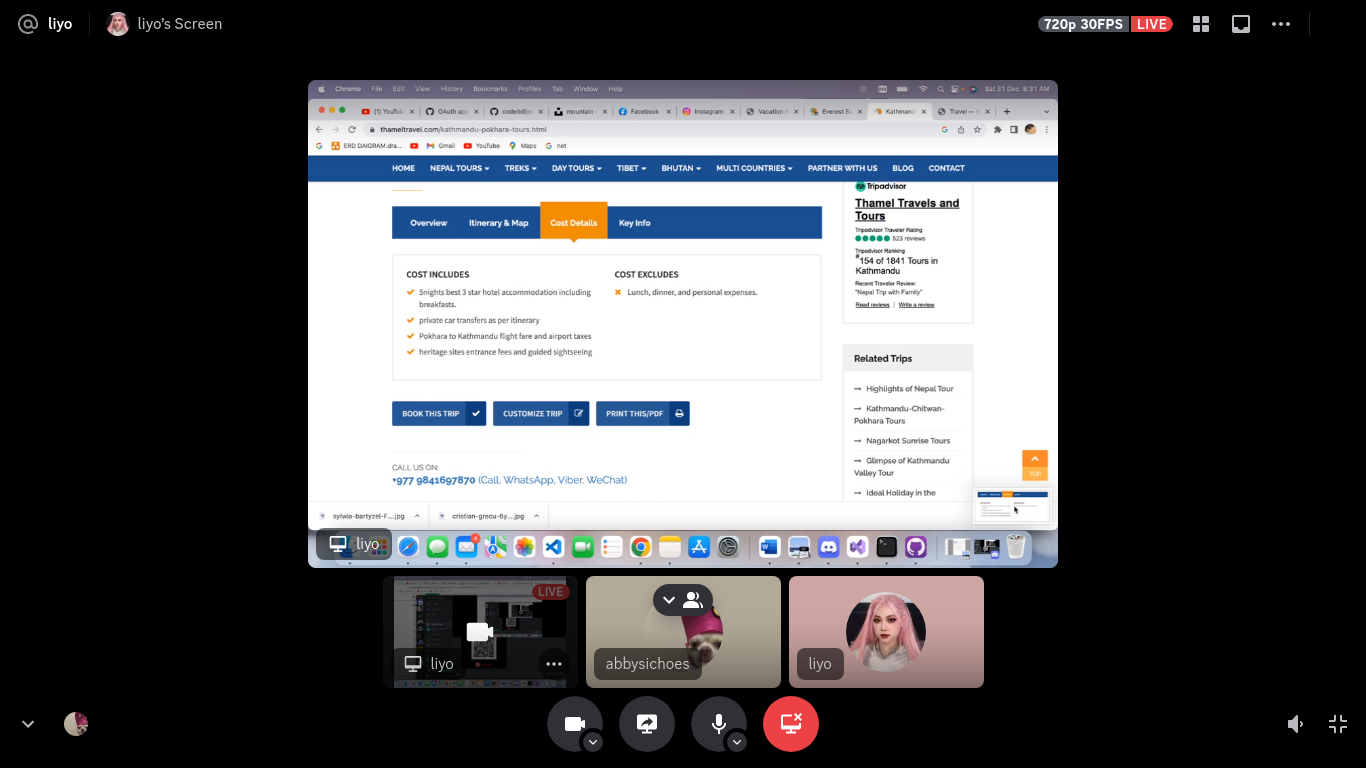 liyo
liyo's Screen
720p 30FPS LIVE
Chrome File Edit View History Bookmarks Profiles Tab Window Help
Sat 31 Dec 8:31 AM
(1) YouTub
OAuth app
codeitdlje
mountain
Facebook
Instagram
Vacation
Everest B
Kathmand
Travel —
thameltravel.com/kathmandu-pokhara-tours.html
ERD DAIGRAM.dra...
Gmail
YouTube
Maps
net
HOME NEPAL TOURS TREKS DAY TOURS TIBET BHUTAN MULTI COUNTRIES PARTNER WITH US BLOG CONTACT
Overview Itinerary & Map Cost Details Key Info
COST INCLUDES
5nights best 3 star hotel accommodation including
breakfasts.
private car transfers as per itinerary
Pokhara to Kathmandu flight fare and airport taxes
heritage sites entrance fees and guided sightseeing
COST EXCLUDES
Lunch, dinner, and personal expenses.
BOOK THIS TRIP
CUSTOMIZE TRIP
PRINT THIS/PDF
CALL US ON:
+977 9841697870 (Call, WhatsApp, Viber, WeChat)
Tripadvisor
Thamel Travels and
Tours
Tripadvisor Traveler Rating
523 reviews
Tripadvisor Ranking
#154 of 1841 Tours in
Kathmandu
Recent Traveler Review:
"Nepal Trip with Family"
Read reviews | Write a review
Related Trips
Highlights of Nepal Tour
Kathmandu-Chitwan-
Pokhara Tours
Nagarkot Sunrise Tours
Glimpse of Kathmandu
Valley Tour
Ideal Holiday in the
TOP
sylwia-bartyzel-F....jpg
cristian-grecu-6y....jpg
liyo
LIVE
liyo
abbysichoes
liyo